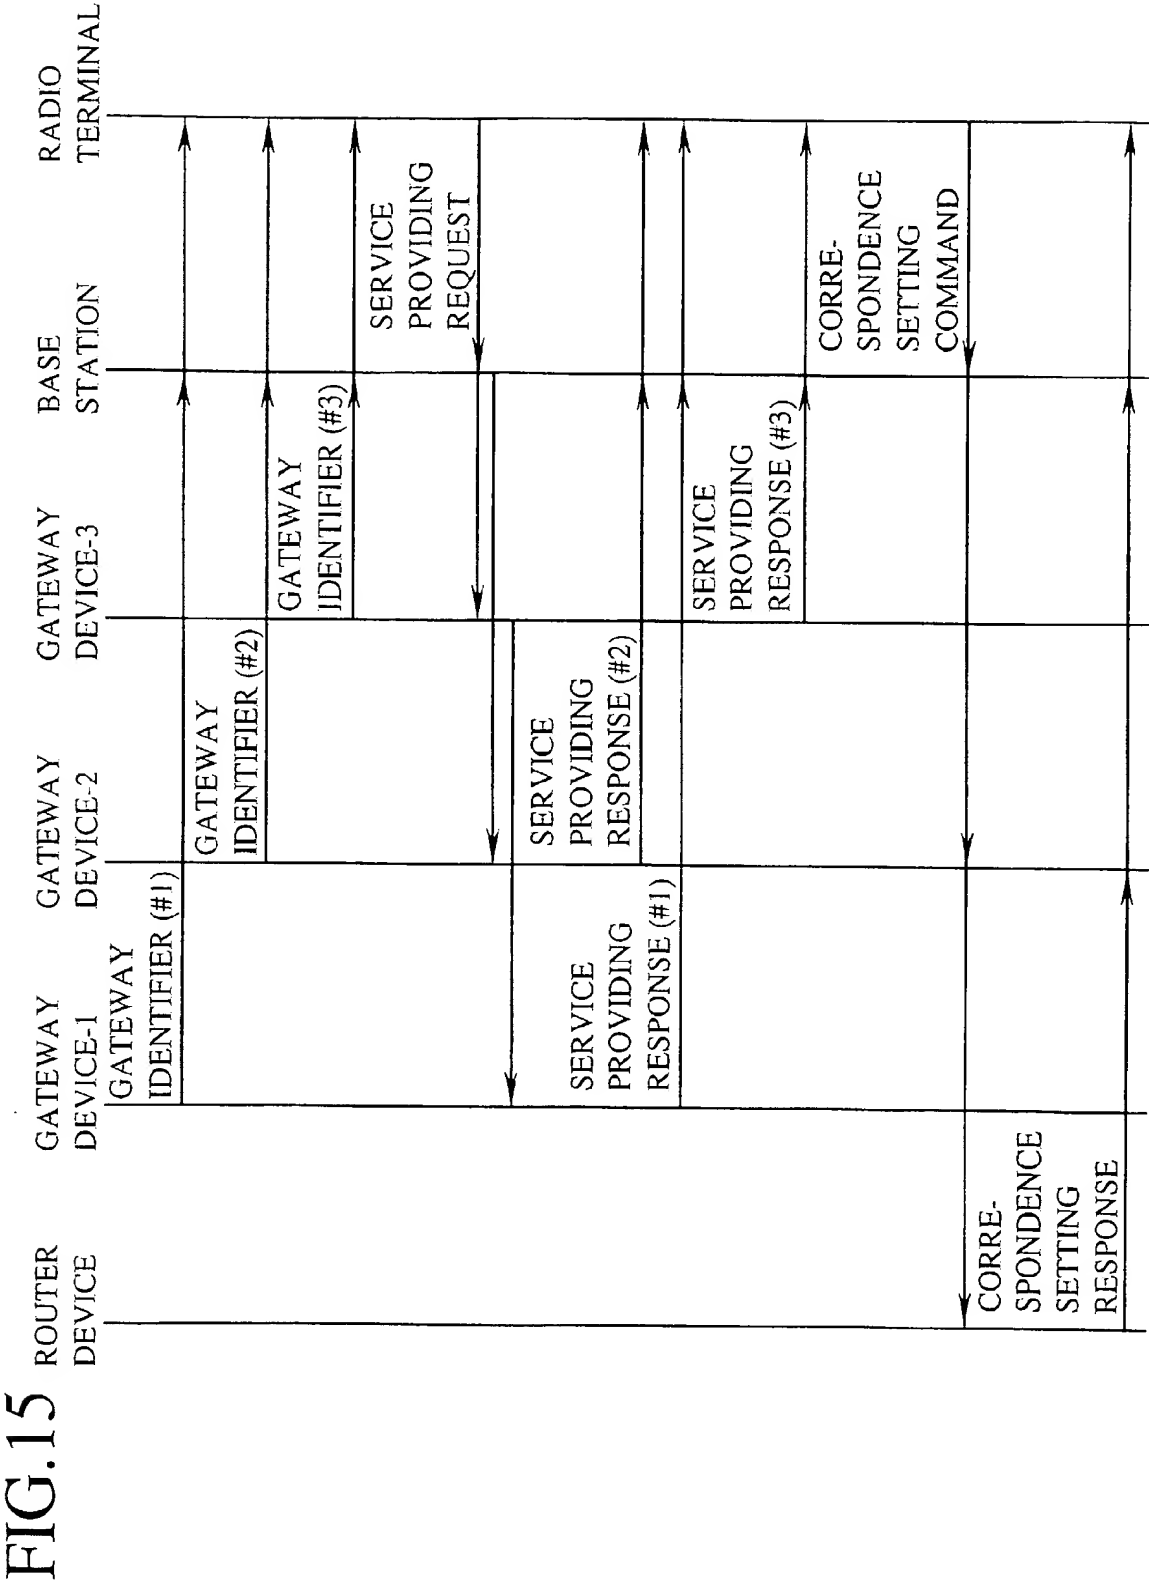 FIG.15
ROUTER
DEVICE
GATEWAY
DEVICE-1
GATEWAY
DEVICE-2
GATEWAY
DEVICE-3
BASE
STATION
RADIO
TERMINAL
GATEWAY
IDENTIFIER (#1)
GATEWAY
IDENTIFIER (#2)
GATEWAY
IDENTIFIER (#3)
SERVICE
PROVIDING
REQUEST
SERVICE
PROVIDING
RESPONSE (#2)
SERVICE
PROVIDING
RESPONSE (#1)
SERVICE
PROVIDING
RESPONSE (#3)
CORRE-
SPONDENCE
SETTING
COMMAND
CORRE-
SPONDENCE
SETTING
RESPONSE